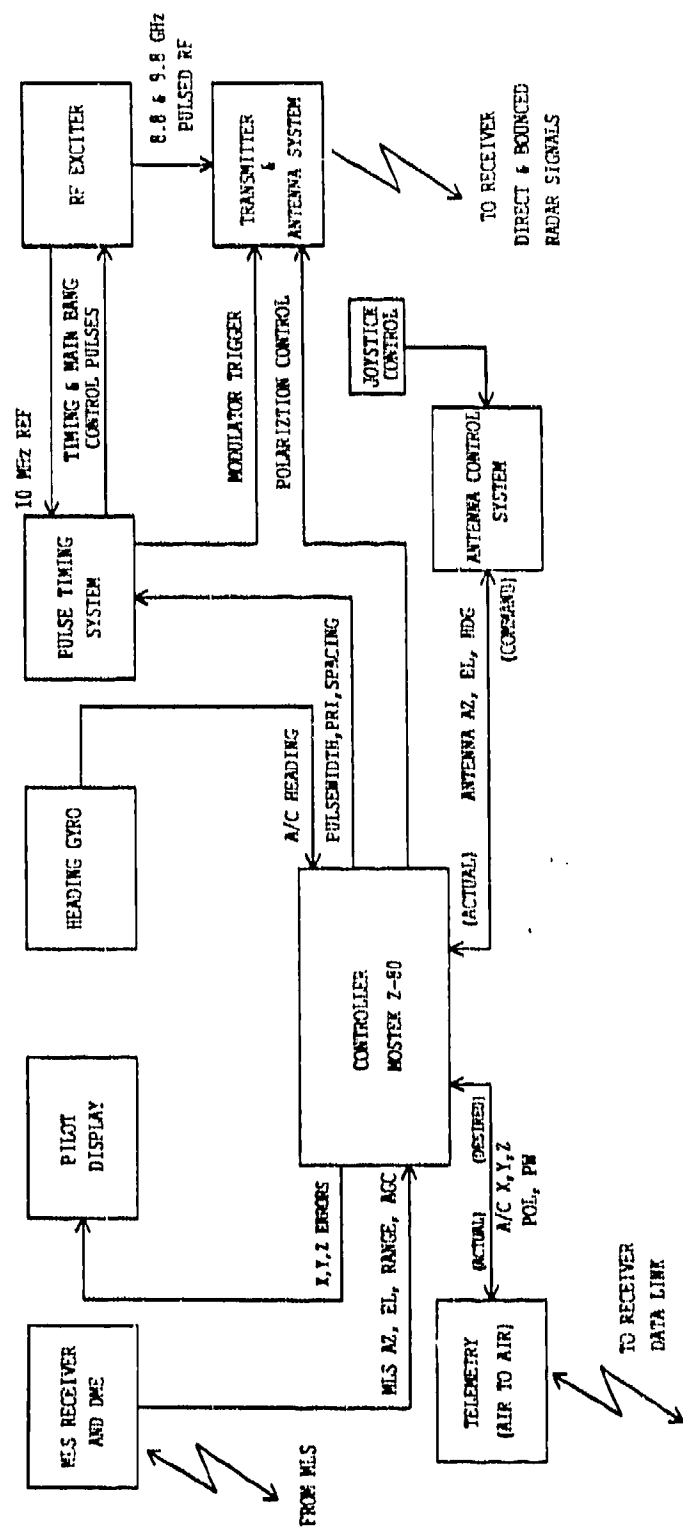 MLS RECEIVER
AND DME
FROM MLS
PILOT
DISPLAY
HEADING GYRO
PULSE TIMING
SYSTEM
10 MHz REF
TIMING & MAIN BANG
CONTROL PULSES
RF EXCITER
8.8 & 9.8 GHz
PULSED RF
TRANSMITTER
&
ANTENNA SYSTEM
MODULATOR TRIGGER
POLARIZTION CONTROL
TO RECEIVER
DIRECT & BOUNCED
RADAR SIGNALS
X,Y,Z ERRORS
MLS AZ, EL, RANGE, AGC
A/C HEADING
PULSEWIDTH,PRI,SPACING
CONTROLLER
MOSTEK Z-80
JOYSTICK
CONTROL
TELEMETRY
(AIR TO AIR)
(ACTUAL) (DESIRED)
A/C X,Y,Z
POL, PW
(ACTUAL) ANTENNA AZ, EL, HDG
(COMMAND)
ANTENNA CONTROL
SYSTEM
TO RECEIVER
DATA LINK